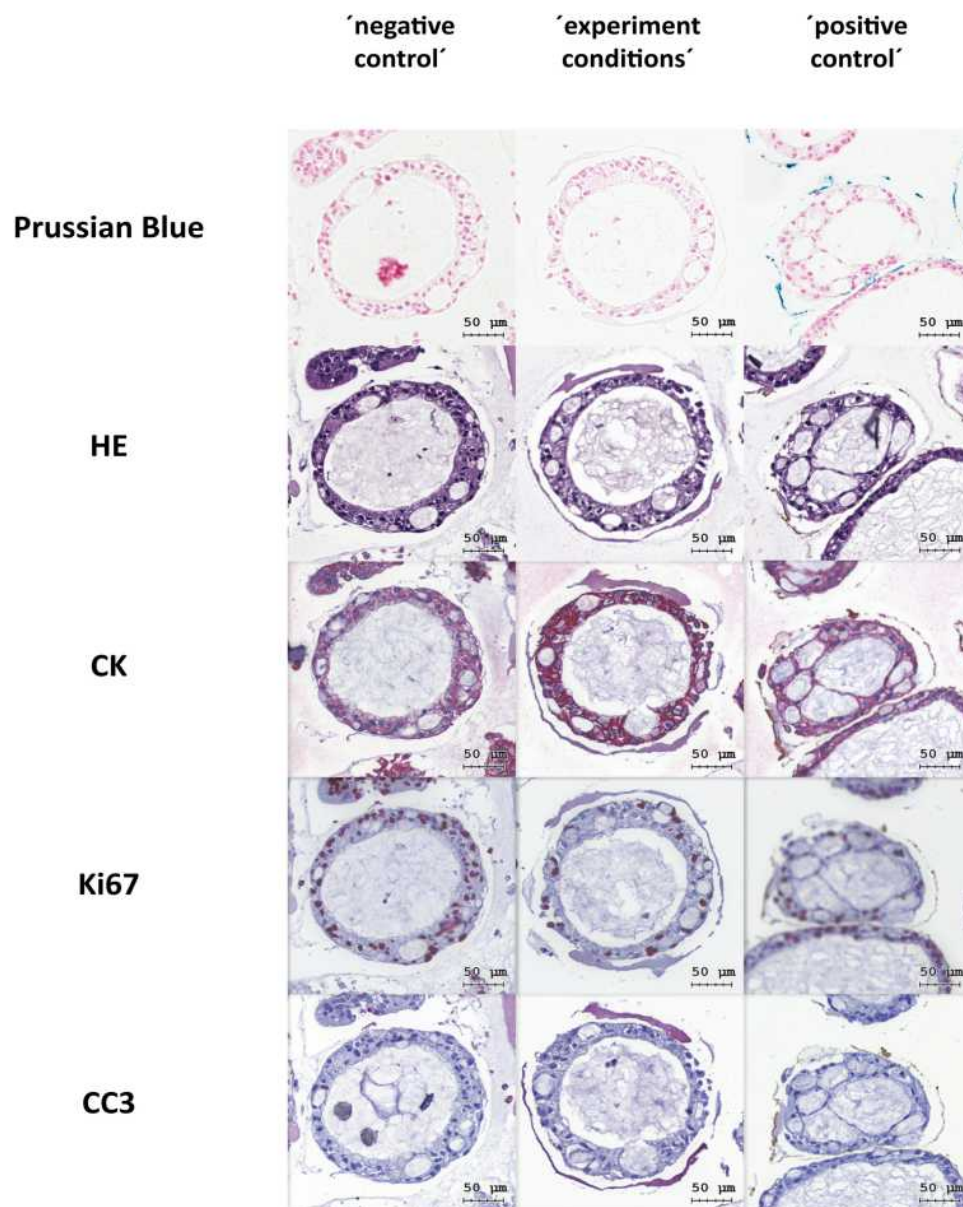 ´negative
control´
´experiment
conditions´
´positive
control´
Prussian Blue
50 µm
50 µm
50 µm
HE
50 µm
50 µm
50 µm
CK
50 µm
50 µm
50 µm
Ki67
50 µm
50 µm
50 µm
CC3
50 µm
50 µm
50 µm